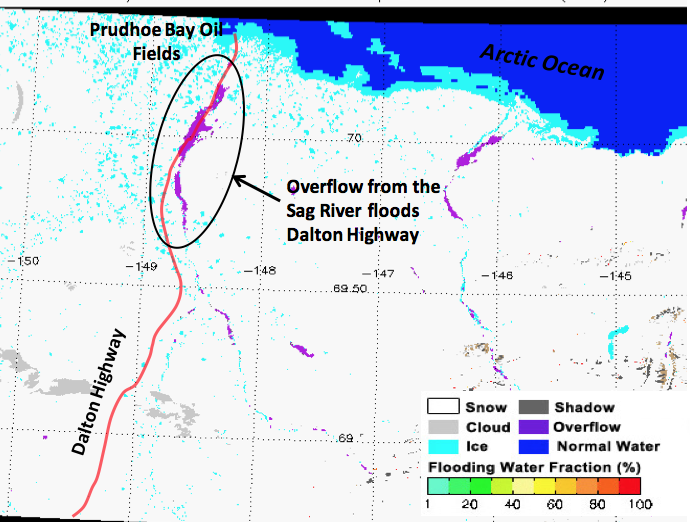 Prudhoe Bay Oil
Fields
Arctic Ocean
70
Overflow from the
Sag River floods
Dalton Highway
-150
-149
-148
-147
-146
-145
69.50
Dalton Highway
69
Snow
Shadow
Cloud
Overflow
Ice
Normal Water
Flooding Water Fraction (%)
1 20 40 60 80 100